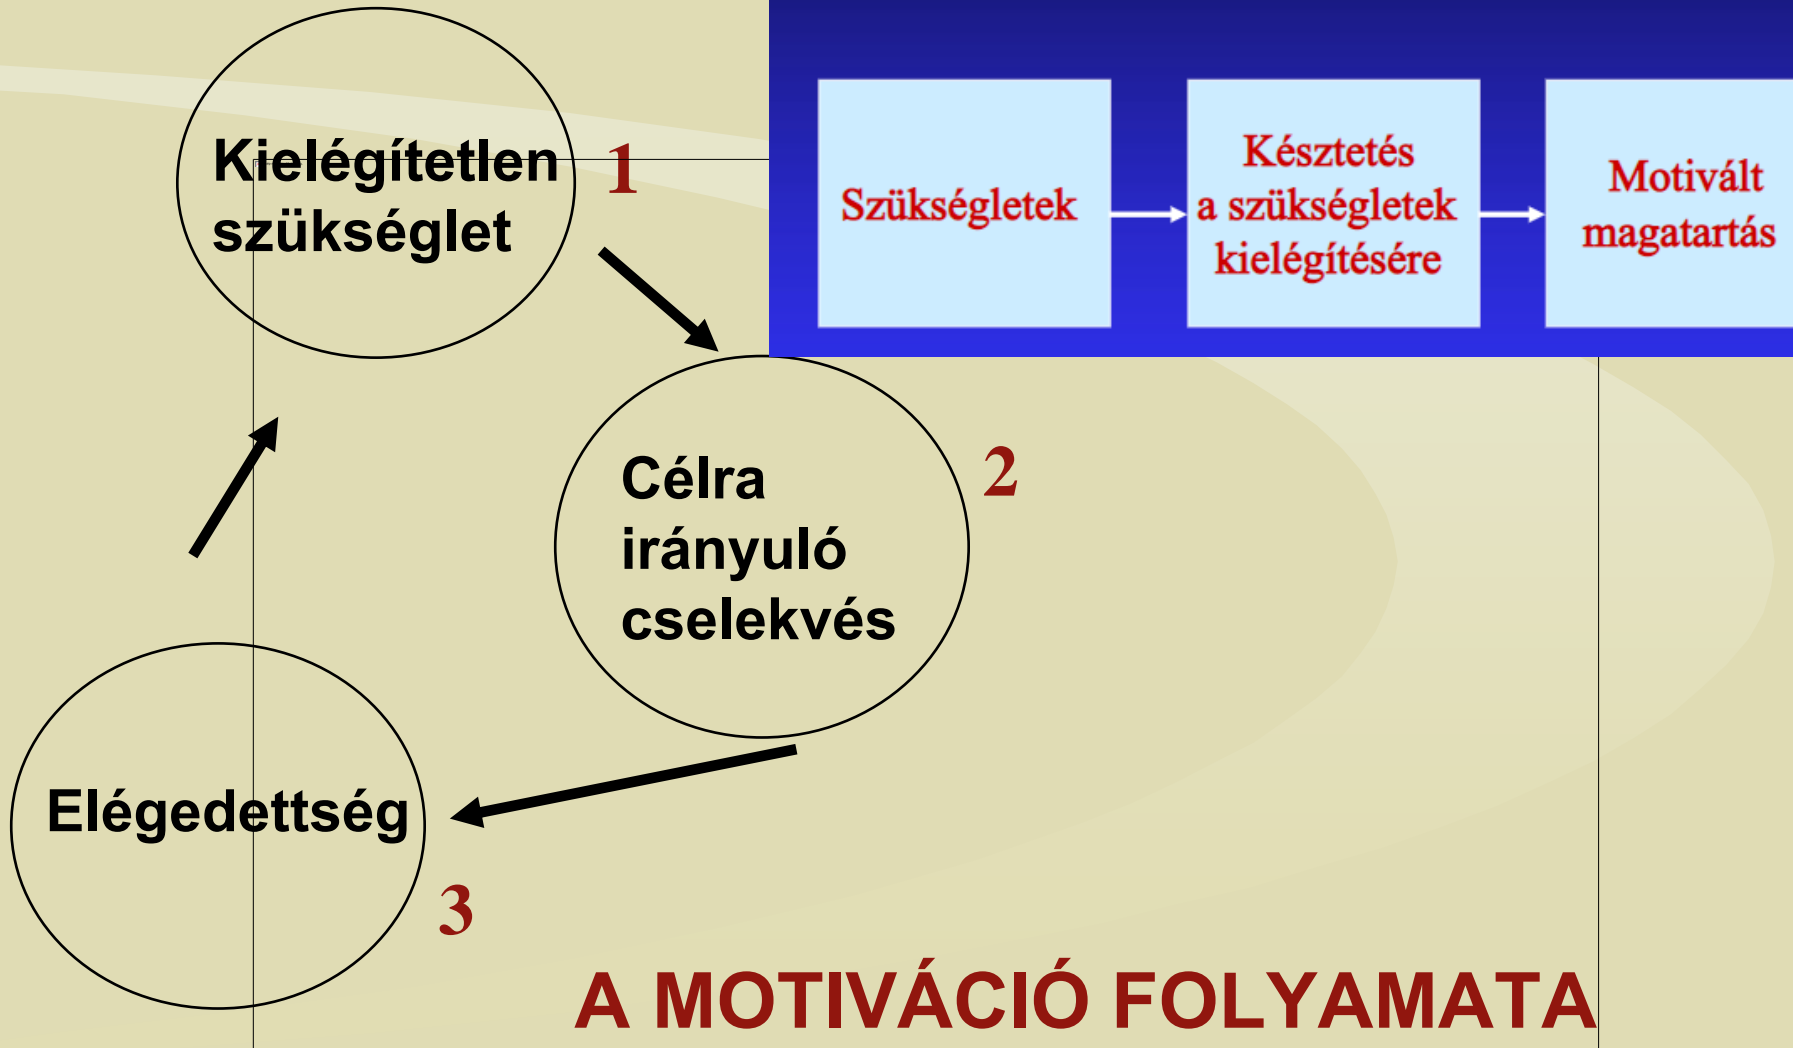 Kielégítetlen
szükséglet
1
Szükségletek
Késztetés
a szükségletek
kielégítésére
Motivált
magatartás
Célra
irányuló
cselekvés
2
Elégedettség
3
A MOTIVÁCIÓ FOLYAMATA